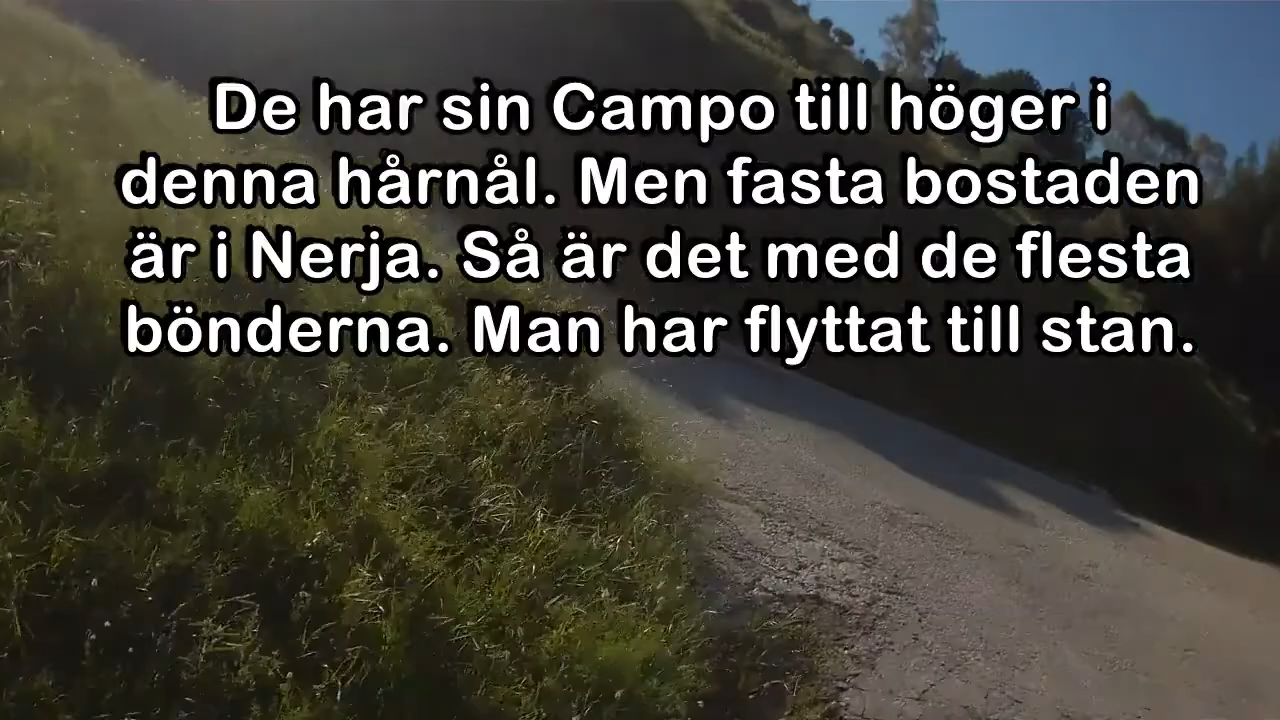 De har sin Campo till höger i
denna hårnål. Men fasta bostaden
är i Nerja. Så är det med de flesta
bönderna. Man har flyttat till stan.